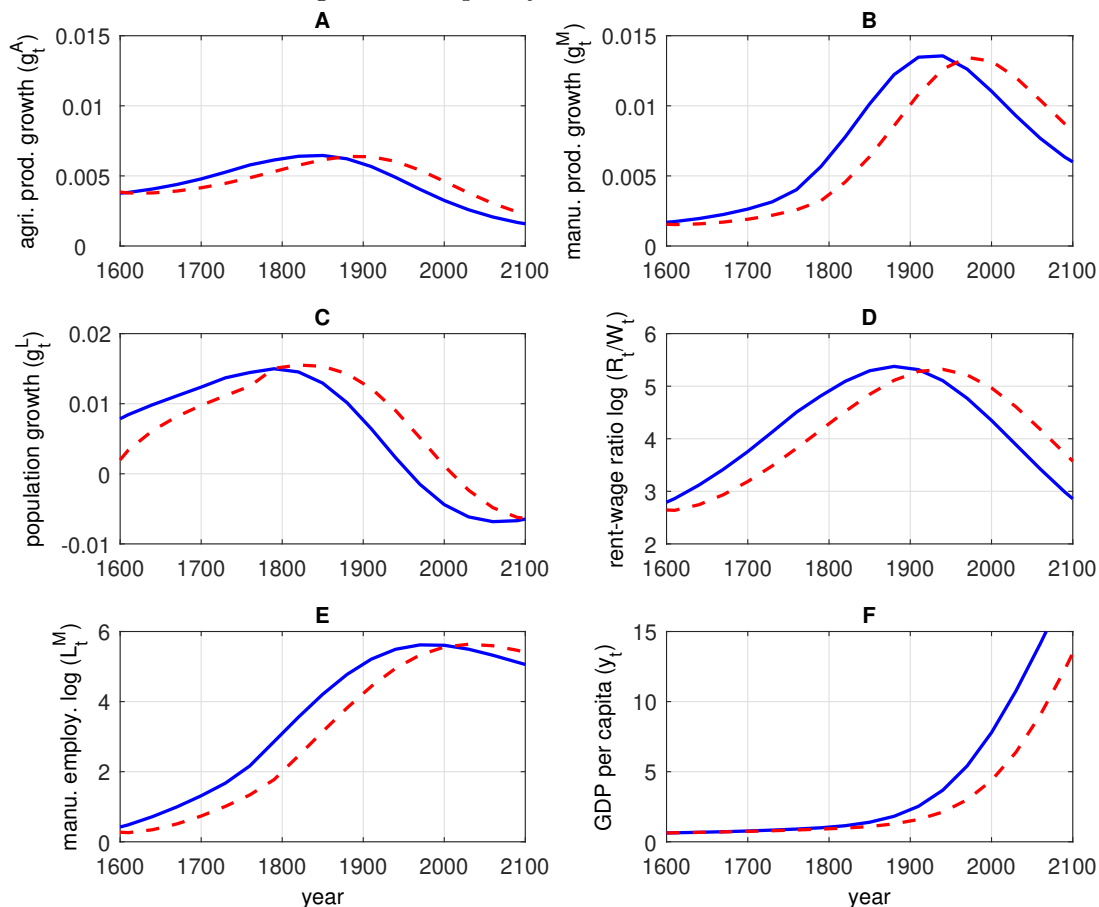 A
agri. prod. growth (g_t^A)
0.015
0.01
0.005
0
1600 1700 1800 1900 2000 2100
B
manu. prod. growth (g_t^M)
0.015
0.01
0.005
0
1600 1700 1800 1900 2000 2100
C
population growth (g_t^L)
0.02
0.01
0
-0.01
1600 1700 1800 1900 2000 2100
D
rent-wage ratio log (R_t/W_t)
6
5
4
3
2
1600 1700 1800 1900 2000 2100
E
manu. employ. log (L_t^M)
6
4
2
0
1600 1700 1800 1900 2000 2100
year
F
GDP per capita (y_t)
15
10
5
0
1600 1700 1800 1900 2000 2100
year